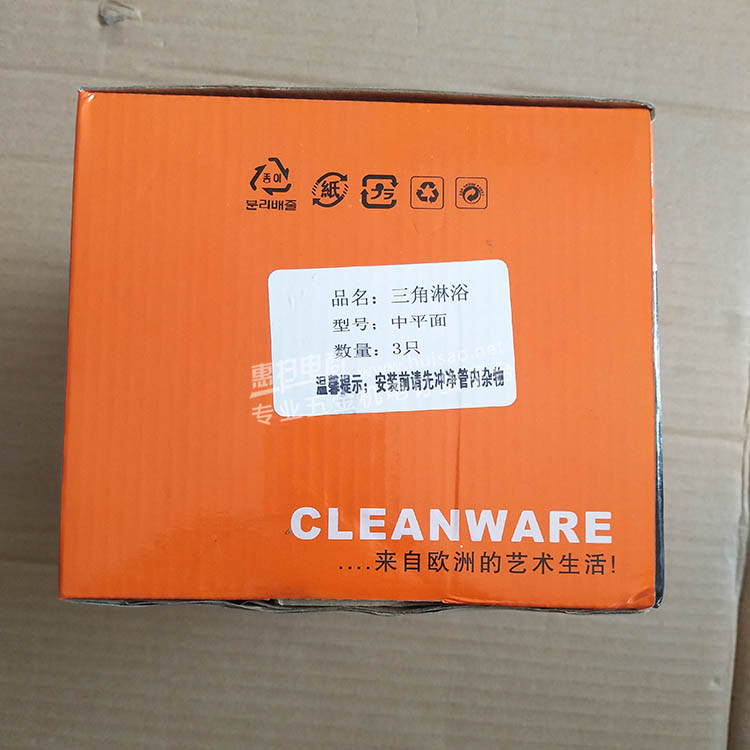 종이 紙 プラ
분리배출
品名：三角淋浴
型号：中平面
数量：3只
温馨提示；安装前请先冲净管内杂物
CLEANWARE
....来自欧洲的艺术生活!